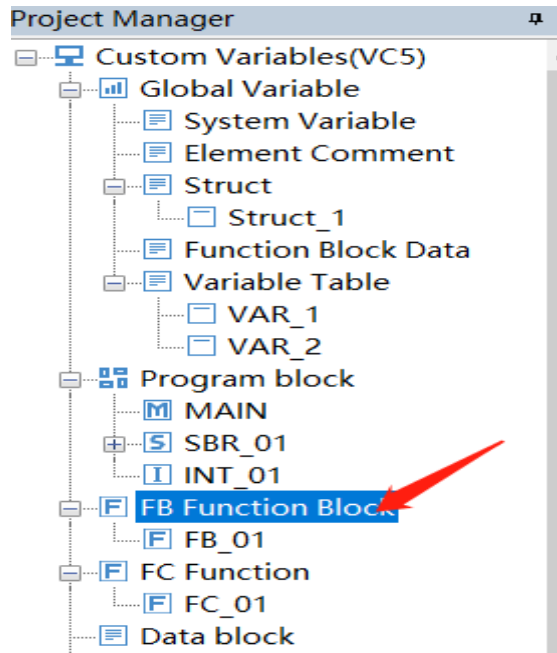 Project Manager
Custom Variables(VC5)
Global Variable
System Variable
Element Comment
Struct
Struct_1
Function Block Data
Variable Table
VAR_1
VAR_2
Program block
M MAIN
S SBR_01
I INT_01
F FB Function Block
F FB_01
F FC Function
F FC_01
Data block